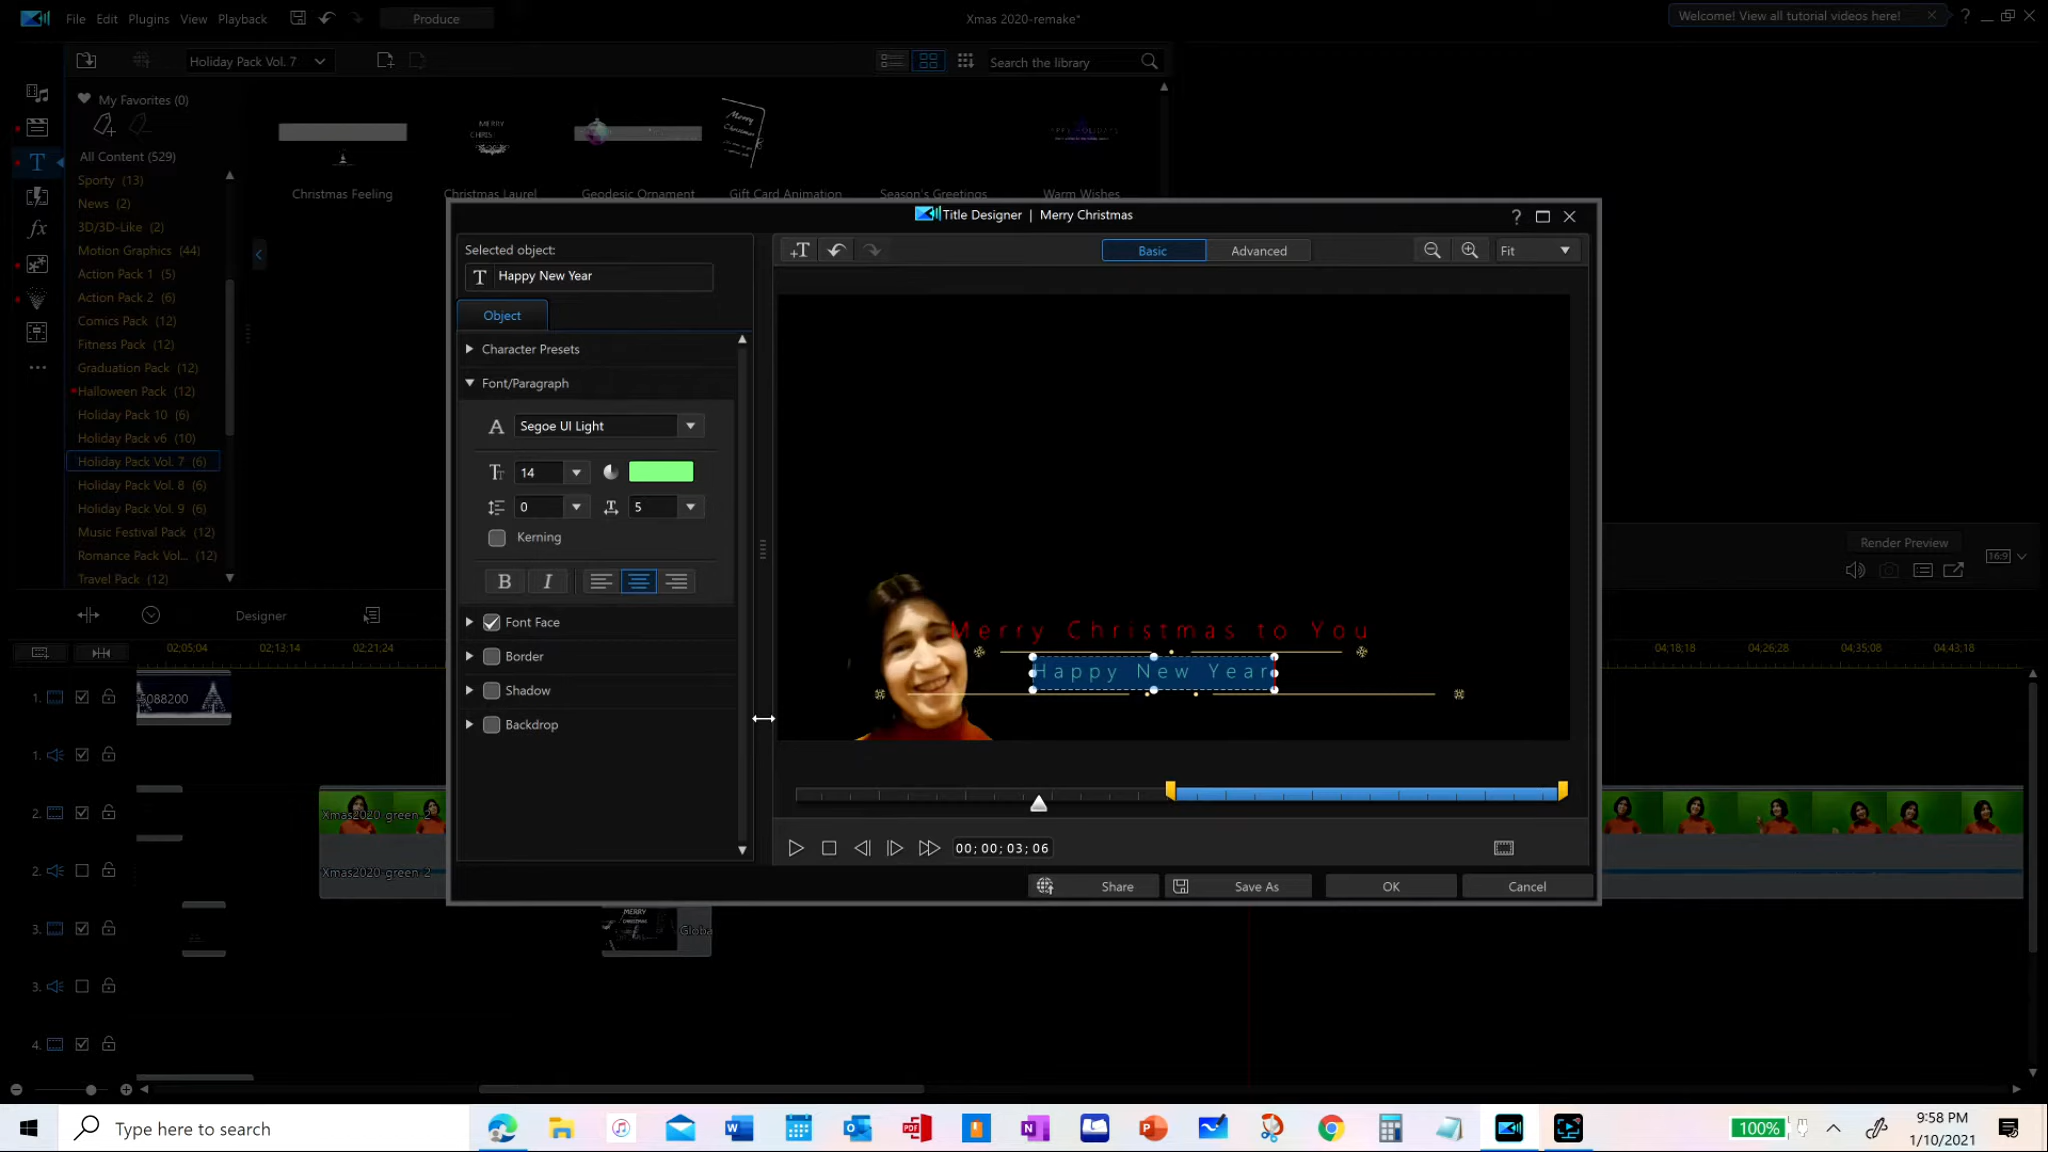 File Edit Plugins View Playback Produce Xmas 2020-remake* Welcome! View all tutorial videos here!
Holiday Pack Vol. 7 Search the library
My Favorites (0)
All Content (529)
Sporty (13)
News (2)
3D/3D-Like (2)
Motion Graphics (44)
Action Pack 1 (5)
Action Pack 2 (6)
Comics Pack (12)
Fitness Pack (12)
Graduation Pack (12)
Halloween Pack (12)
Holiday Pack 10 (6)
Holiday Pack v6 (10)
Holiday Pack Vol. 7 (6)
Holiday Pack Vol. 8 (6)
Holiday Pack Vol. 9 (6)
Music Festival Pack (12)
Romance Pack Vol... (12)
Travel Pack (12)
Christmas Feeling Christmas Laurel Geodesic Ornament Gift Card Animation Season's Greetings Warm Wishes
Title Designer | Merry Christmas
Selected object:
T Happy New Year
Object
Character Presets
Font/Paragraph
Segoe UI Light
14
0 5
Kerning
B I
Font Face
Border
Shadow
Backdrop
Basic Advanced Fit
Merry Christmas to You
Happy New Year
00; 00; 03; 06
Share Save As OK Cancel
Render Preview
16:9
Designer
02;05;04 02;13;14 02;21;24 04;18;18 04;26;28 04;35;08 04;43;18
1. 5088200
1.
2. Xmas2020-green-2
2. Xmas2020-green-2
3. MERRY CHRISTMAS Globa
3.
4.
Type here to search
100%
9:58 PM
1/10/2021